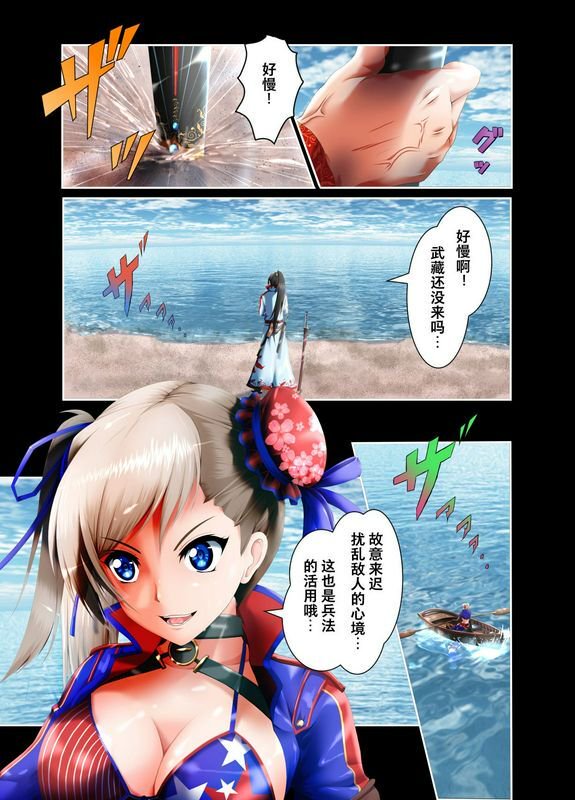 グッ
好慢！
ザッ
好慢啊！
武藏还没来吗…
ザァ
ァァ…
ザッ
ァァ…
故意来迟
扰乱敌人的心境…
这也是兵法
的活用哦…